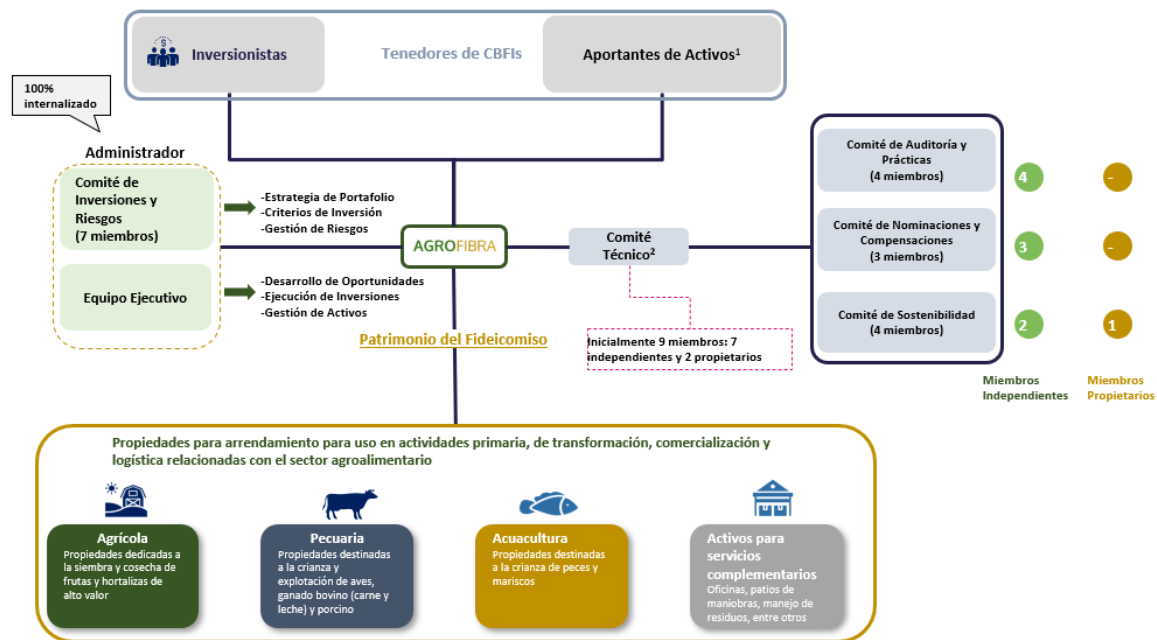 Inversionistas
Tenedores de CBFIs
Aportantes de Activos¹
100%
internalizado
Administrador
Comité de
Inversiones y
Riesgos
(7 miembros)
-Estrategia de Portafolio
-Criterios de Inversión
-Gestión de Riesgos
Equipo Ejecutivo
-Desarrollo de Oportunidades
-Ejecución de Inversiones
-Gestión de Activos
AGROFIBRA
Comité
Técnico²
Inicialmente 9 miembros: 7
independientes y 2 propietarios
Comité de Auditoría y
Prácticas
(4 miembros)
4
-
Comité de Nominaciones y
Compensaciones
(3 miembros)
3
-
Comité de Sostenibilidad
(4 miembros)
2
1
Miembros
Independientes
Miembros
Propietarios
Patrimonio del Fideicomiso
Propiedades para arrendamiento para uso en actividades primaria, de transformación, comercialización y
logística relacionadas con el sector agroalimentario
Agrícola
Propiedades dedicadas a
la siembra y cosecha de
frutas y hortalizas de
alto valor
Pecuaria
Propiedades destinadas
a la crianza y
explotación de aves,
ganado bovino (carne y
leche) y porcino
Acuacultura
Propiedades destinadas
a la crianza de peces y
mariscos
Activos para
servicios
complementarios
Oficinas, patios de
maniobras, manejo de
residuos, entre otros